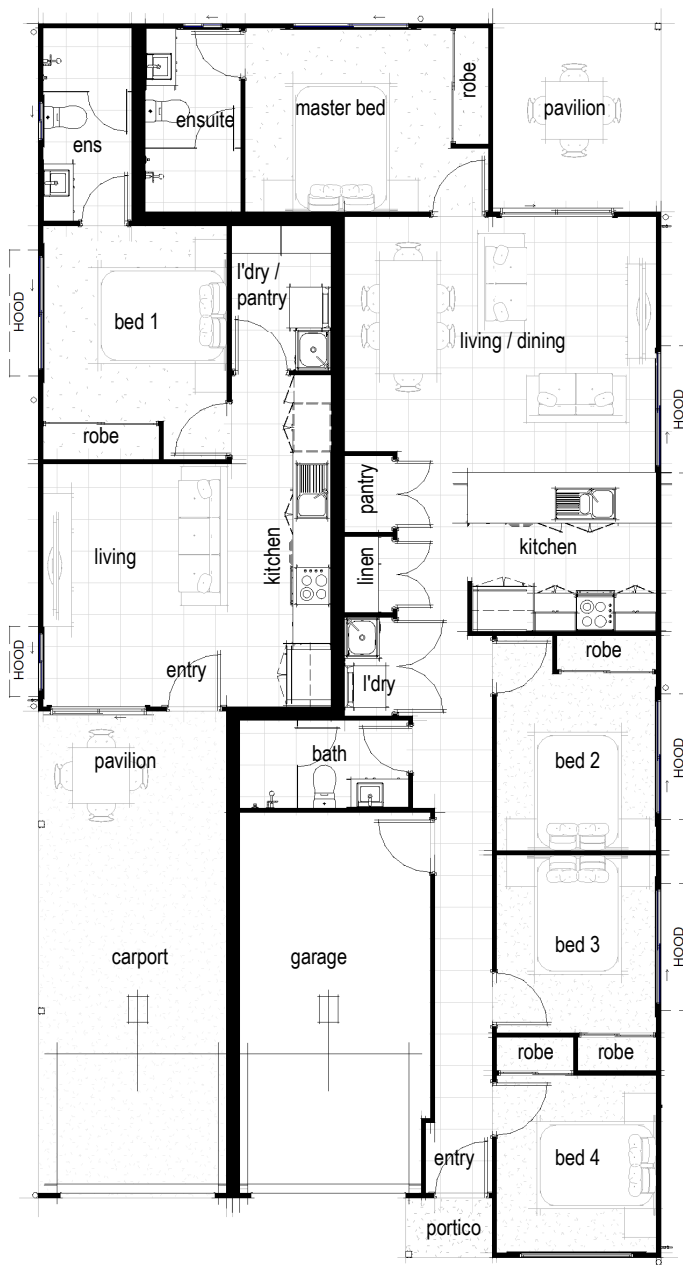 robe
master bed
pavilion
ensuite
ens
l'dry /
pantry
HOOD
bed 1
living / dining
HOOD
robe
pantry
kitchen
living
kitchen
linen
HOOD
entry
robe
l'dry
bath
pavilion
bed 2
HOOD
bed 3
HOOD
carport
garage
robe
robe
entry
bed 4
portico